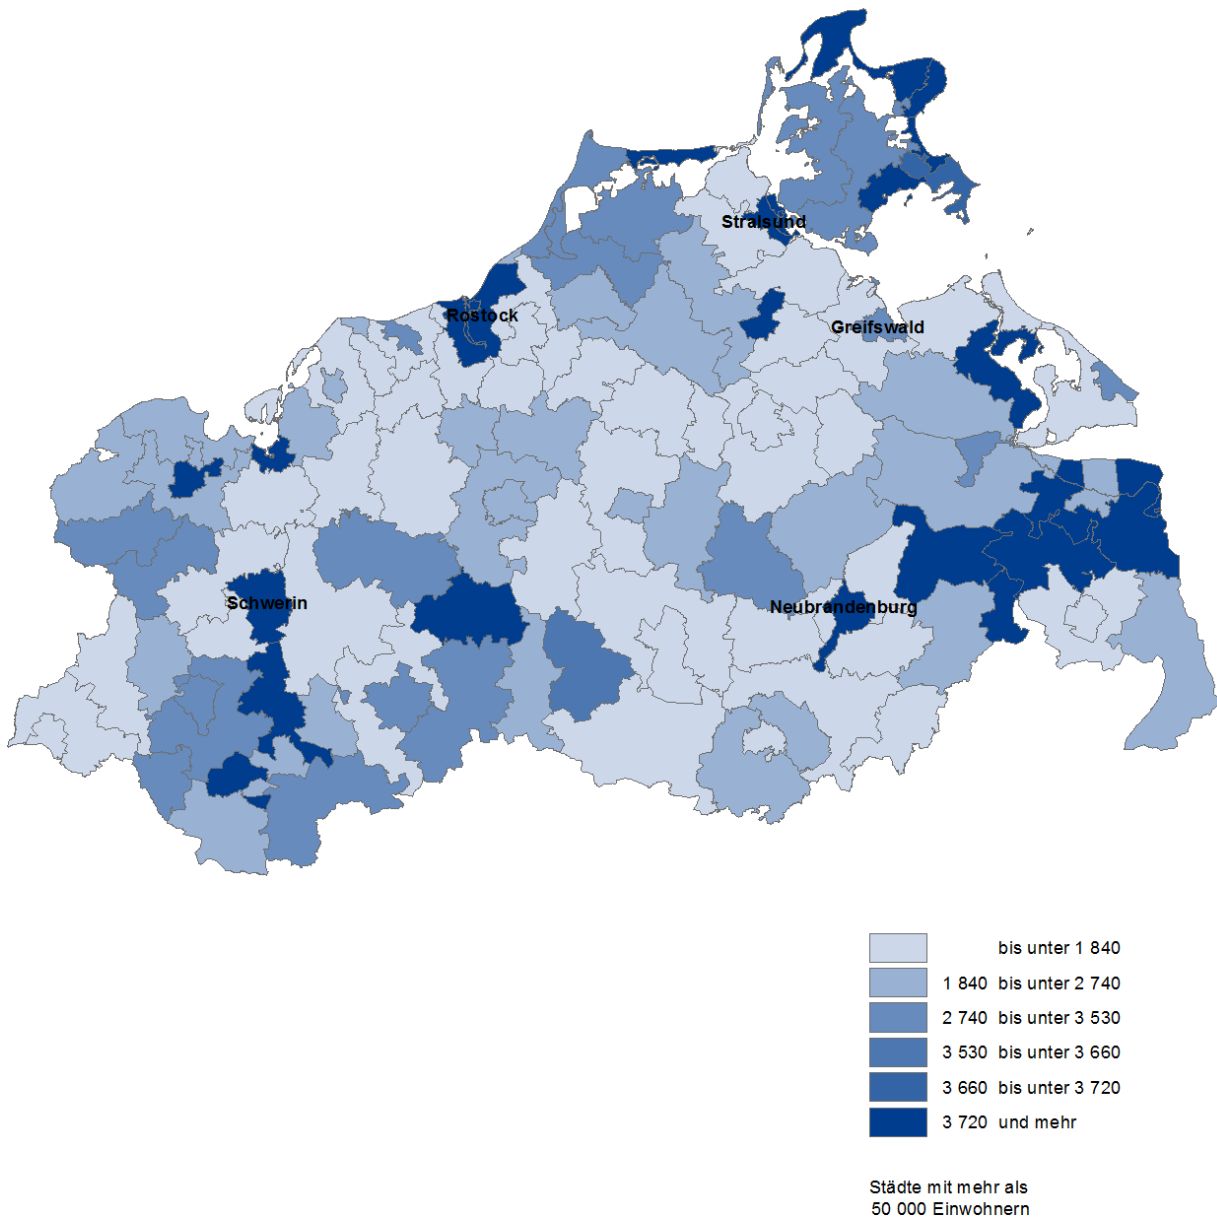 Stralsund
Rostock
Greifswald
Schwerin
Neubrandenburg
bis unter 1 840
1 840 bis unter 2 740
2 740 bis unter 3 530
3 530 bis unter 3 660
3 660 bis unter 3 720
3 720 und mehr
Städte mit mehr als
50 000 Einwohnern